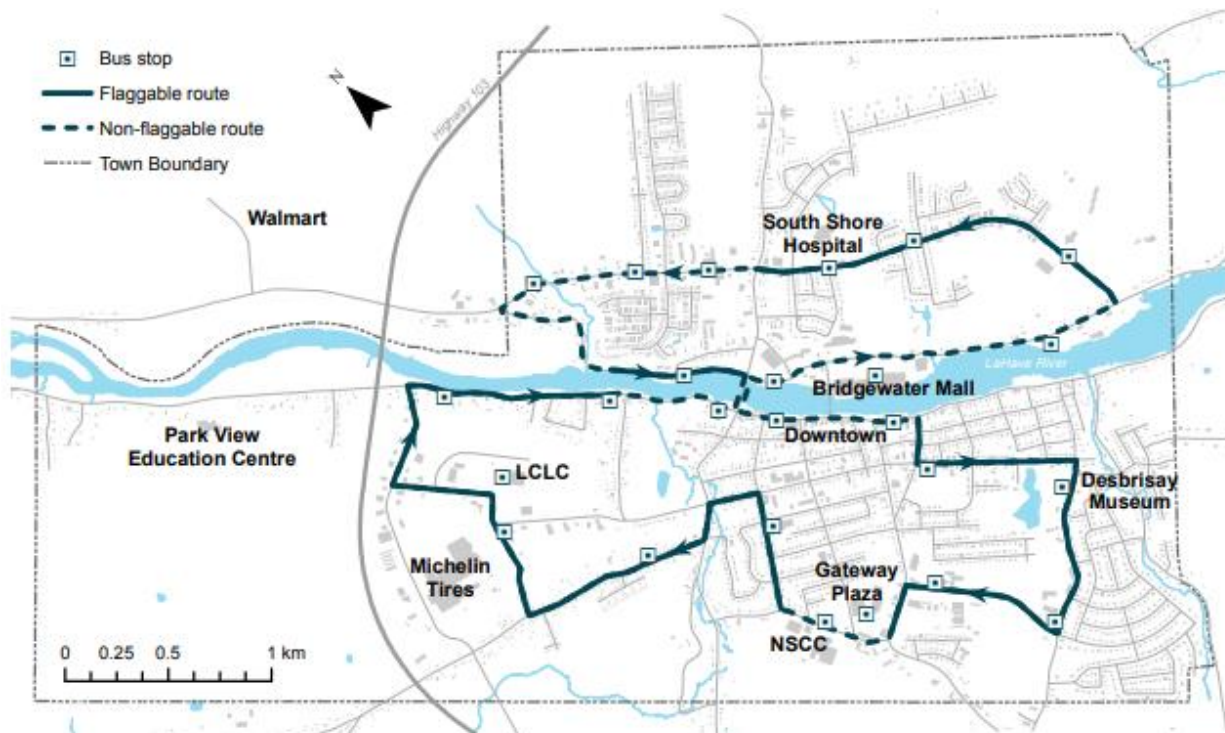 Bus stop
Flaggable route
Non-flaggable route
Town Boundary
N
Highway 103
Walmart
South Shore
Hospital
LaHave River
Bridgewater Mall
Park View
Education Centre
Downtown
LCLC
Desbrisay
Museum
Michelin
Tires
Gateway
Plaza
NSCC
0 0.25 0.5 1 km